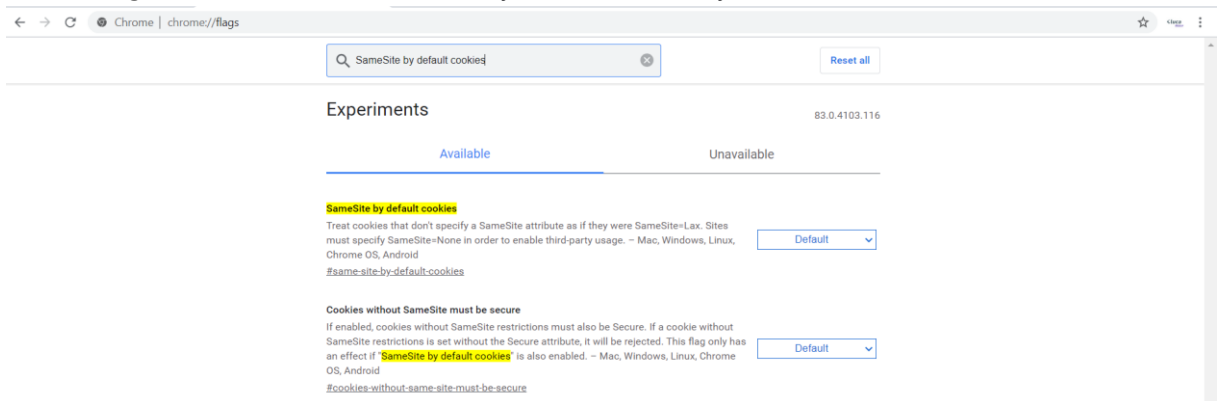 Chrome | chrome://flags
SameSite by default cookies
Reset all
Experiments
83.0.4103.116
Available
Unavailable
SameSite by default cookies
Treat cookies that don't specify a SameSite attribute as if they were SameSite=Lax. Sites
must specify SameSite=None in order to enable third-party usage. – Mac, Windows, Linux,
Chrome OS, Android
#same-site-by-default-cookies
Default
Cookies without SameSite must be secure
If enabled, cookies without SameSite restrictions must also be Secure. If a cookie without
SameSite restrictions is set without the Secure attribute, it will be rejected. This flag only has
an effect if "SameSite by default cookies" is also enabled. – Mac, Windows, Linux, Chrome
OS, Android
#cookies-without-same-site-must-be-secure
Default